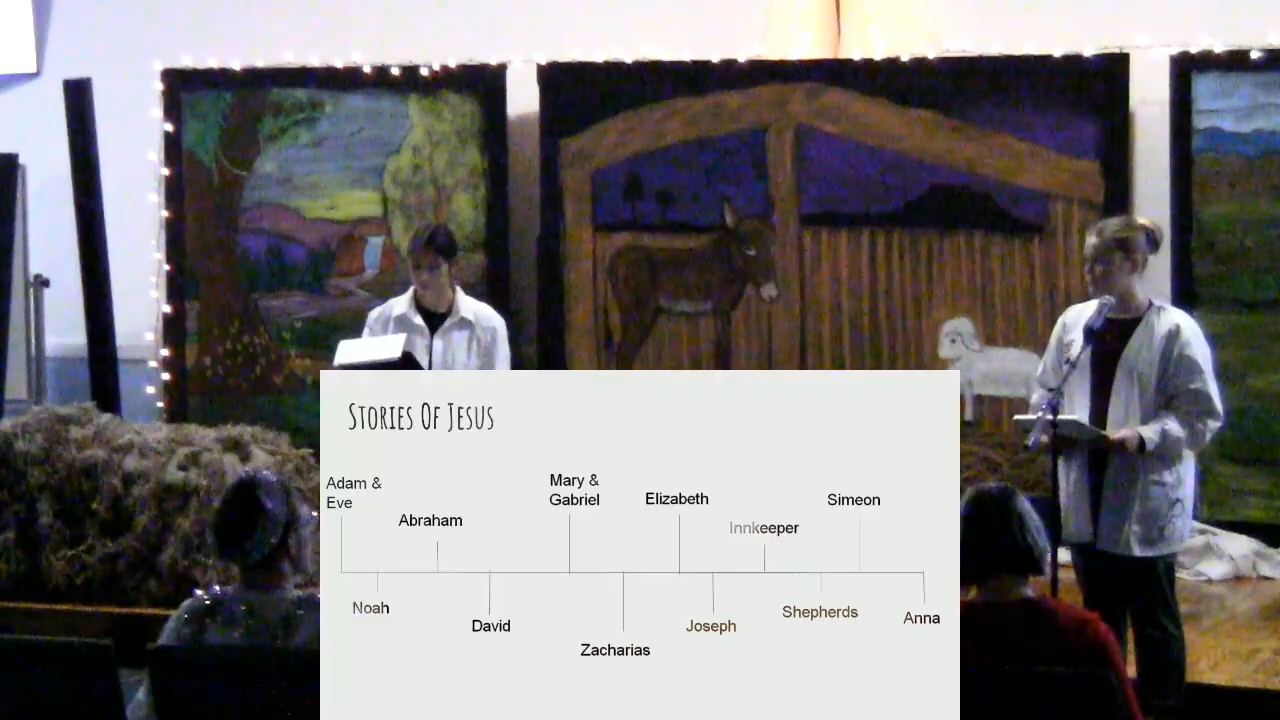 Stories Of Jesus
Adam &
Eve
Abraham
Mary &
Gabriel
Elizabeth
Innkeeper
Simeon
Noah
David
Zacharias
Joseph
Shepherds
Anna